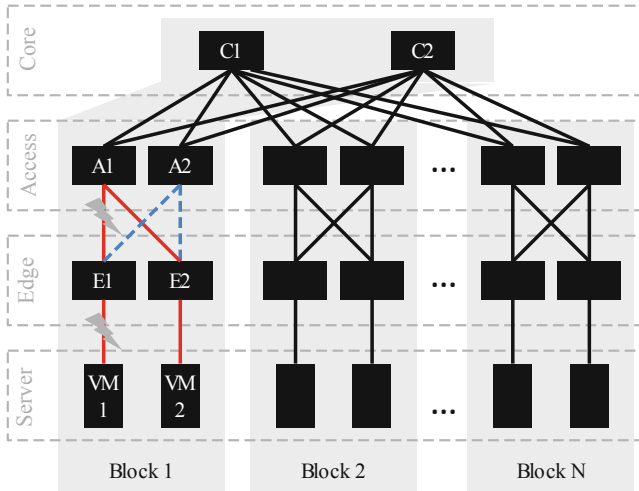 Core
C1
C2
Access
A1
A2
...
Edge
E1
E2
...
Server
VM
1
VM
2
...
Block 1
Block 2
Block N